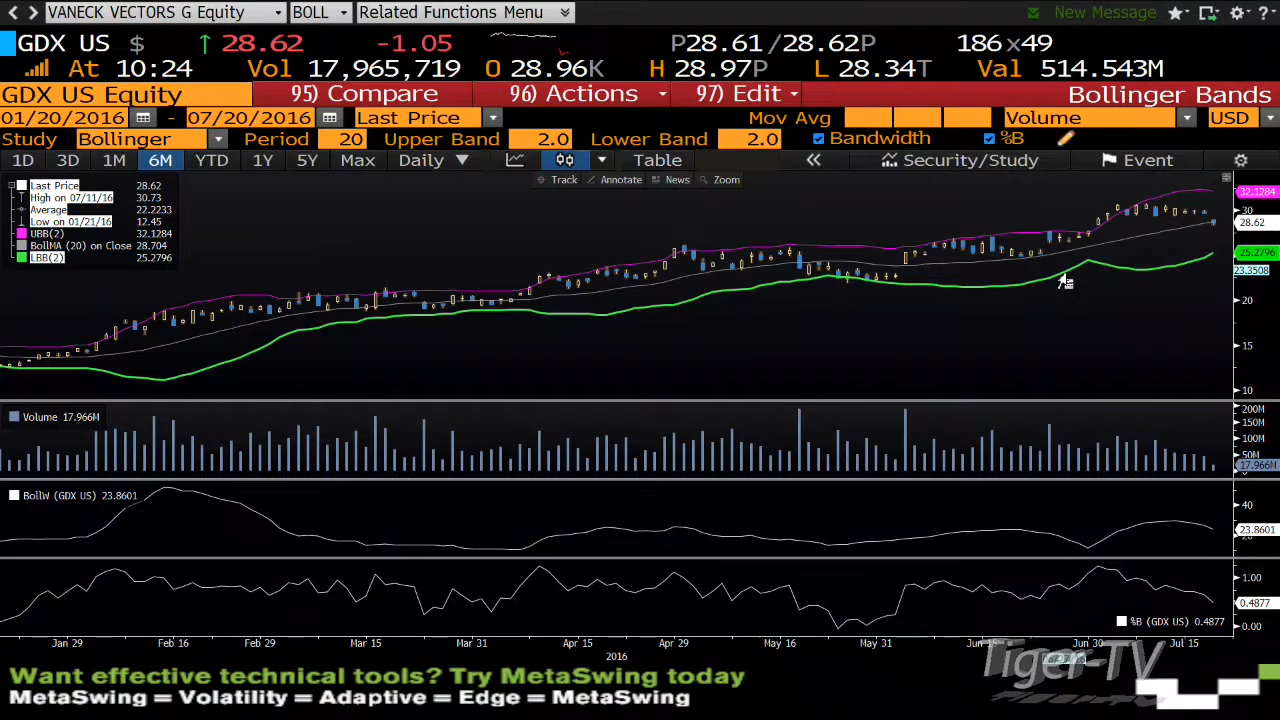 VANECK VECTORS G Equity BOLL Related Functions Menu New Message
GDX US $ ↑ 28.62 -1.05 P28.61/28.62P 186x49
At 10:24 Vol 17,965,719 O 28.96K H 28.97P L 28.34T Val 514.543M
GDX US Equity 95) Compare 96) Actions 97) Edit Bollinger Bands
01/20/2016 - 07/20/2016 Last Price Mov Avg Volume USD
Study Bollinger Period 20 Upper Band 2.0 Lower Band 2.0 Bandwidth %B
1D 3D 1M 6M YTD 1Y 5Y Max Daily Table Security/Study Event
Track Annotate News Zoom
Last Price 28.62
High on 07/11/16 30.73
Average 22.2233
Low on 01/21/16 12.45
UBB(2) 32.1284
BollMA (20) on Close 28.704
LBB(2) 25.2796
32.1284
30
28.62
25.2796
23.3508
20
15
10
Volume 17.966M
200M
150M
100M
50M
17.966M
BollW (GDX US) 23.8601
40
23.8601
20
1.00
0.4877
0.00
%B (GDX US) 0.4877
Jan 29 Feb 16 Feb 29 Mar 15 Mar 31 Apr 15 Apr 29 May 16 May 31 Jun 15 Jun 30 Jul 15
2016
Tiger-TV
Want effective technical tools? Try MetaSwing today
MetaSwing = Volatility = Adaptive = Edge = MetaSwing